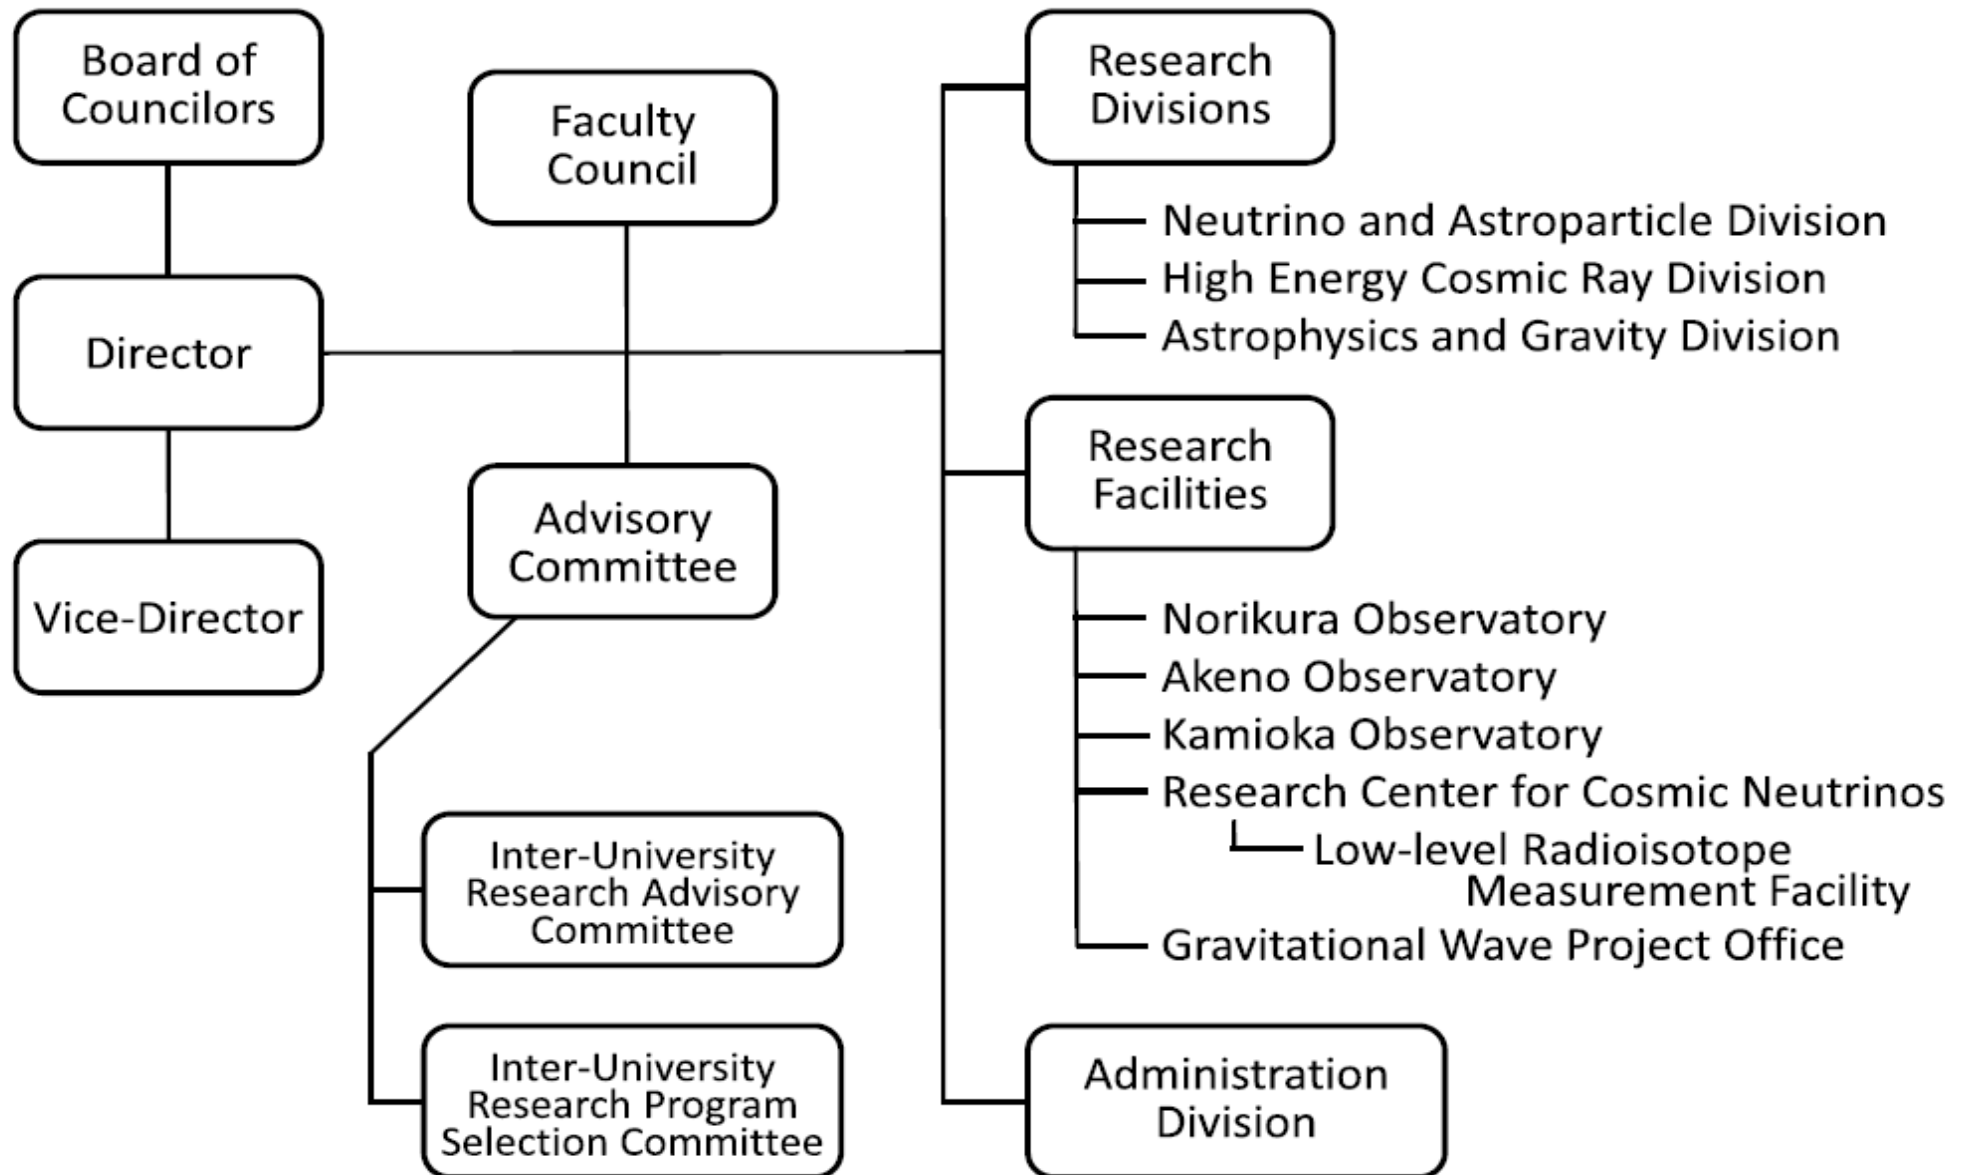 Board of
Councilors
Director
Vice-Director
Faculty
Council
Advisory
Committee
Inter-University
Research Advisory
Committee
Inter-University
Research Program
Selection Committee
Research
Divisions
Neutrino and Astroparticle Division
High Energy Cosmic Ray Division
Astrophysics and Gravity Division
Research
Facilities
Norikura Observatory
Akeno Observatory
Kamioka Observatory
Research Center for Cosmic Neutrinos
Low-level Radioisotope
Measurement Facility
Gravitational Wave Project Office
Administration
Division